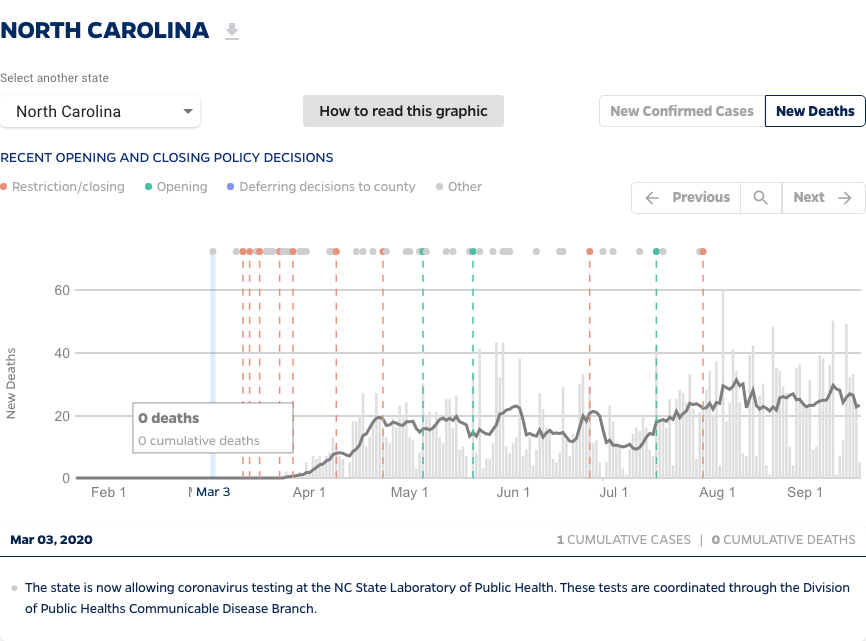 NORTH CAROLINA
Select another state
North Carolina
How to read this graphic
New Confirmed Cases
New Deaths
RECENT OPENING AND CLOSING POLICY DECISIONS
Restriction/closing
Opening
Deferring decisions to county
Other
Previous
Next
60
40
20
0
New Deaths
0 deaths
0 cumulative deaths
Feb 1
Mar 3
Apr 1
May 1
Jun 1
Jul 1
Aug 1
Sep 1
Mar 03, 2020
1 CUMULATIVE CASES | 0 CUMULATIVE DEATHS
The state is now allowing coronavirus testing at the NC State Laboratory of Public Health. These tests are coordinated through the Division
of Public Healths Communicable Disease Branch.